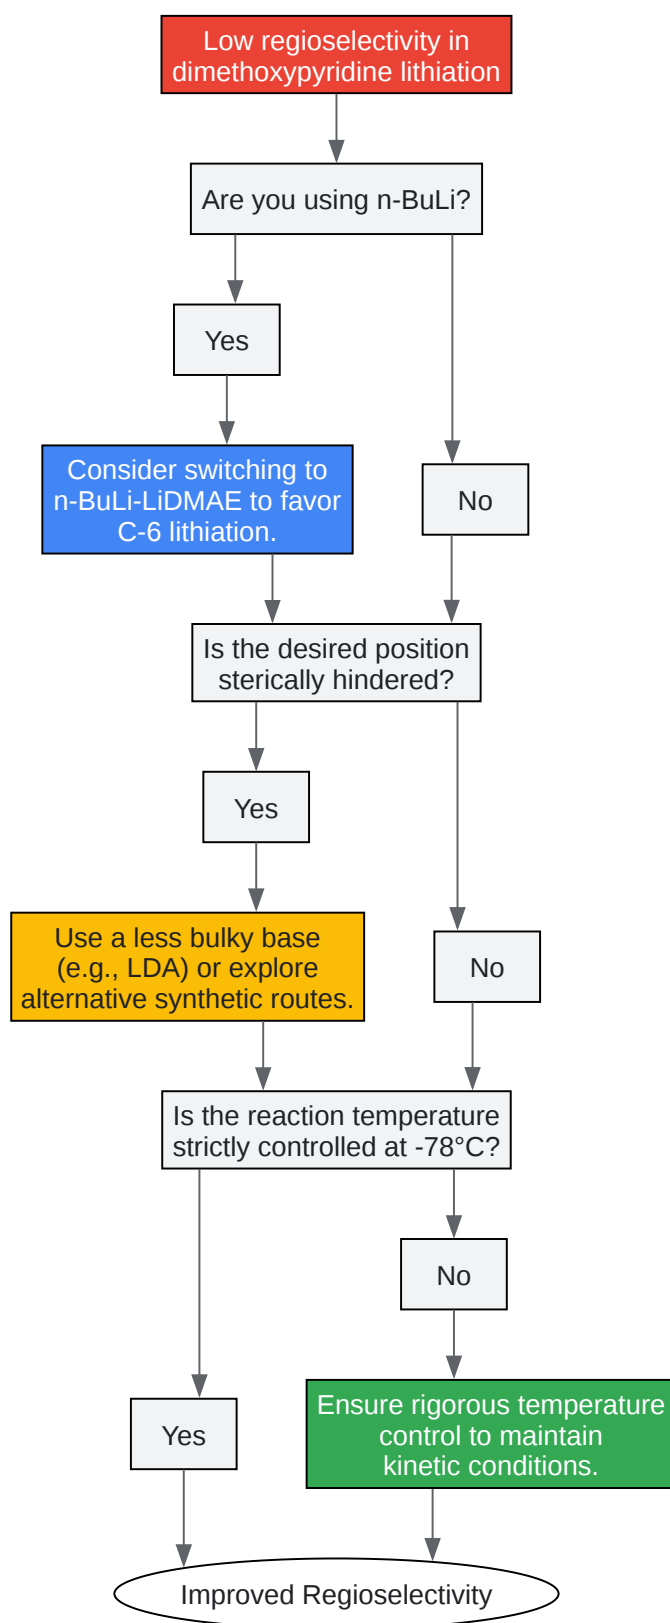 Low regioselectivity in
dimethoxypyridine lithiation
Are you using n-BuLi?
Yes
Consider switching to
n-BuLi-LiDMAE to favor
C-6 lithiation.
No
Is the desired position
sterically hindered?
Yes
Use a less bulky base
(e.g., LDA) or explore
alternative synthetic routes.
No
Is the reaction temperature
strictly controlled at -78°C?
No
Ensure rigorous temperature
control to maintain
kinetic conditions.
Yes
Improved Regioselectivity